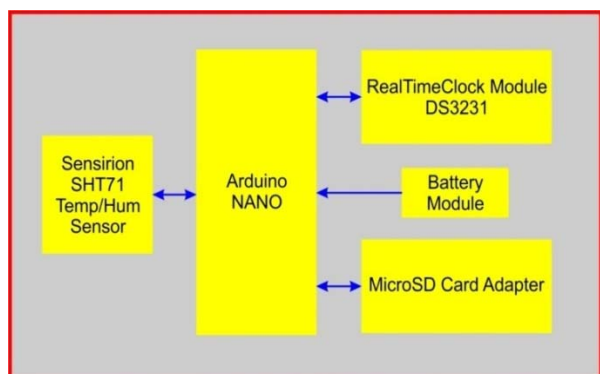 Sensirion
SHT71
Temp/Hum
Sensor
Arduino
NANO
RealTimeClock Module
DS3231
Battery
Module
MicroSD Card Adapter